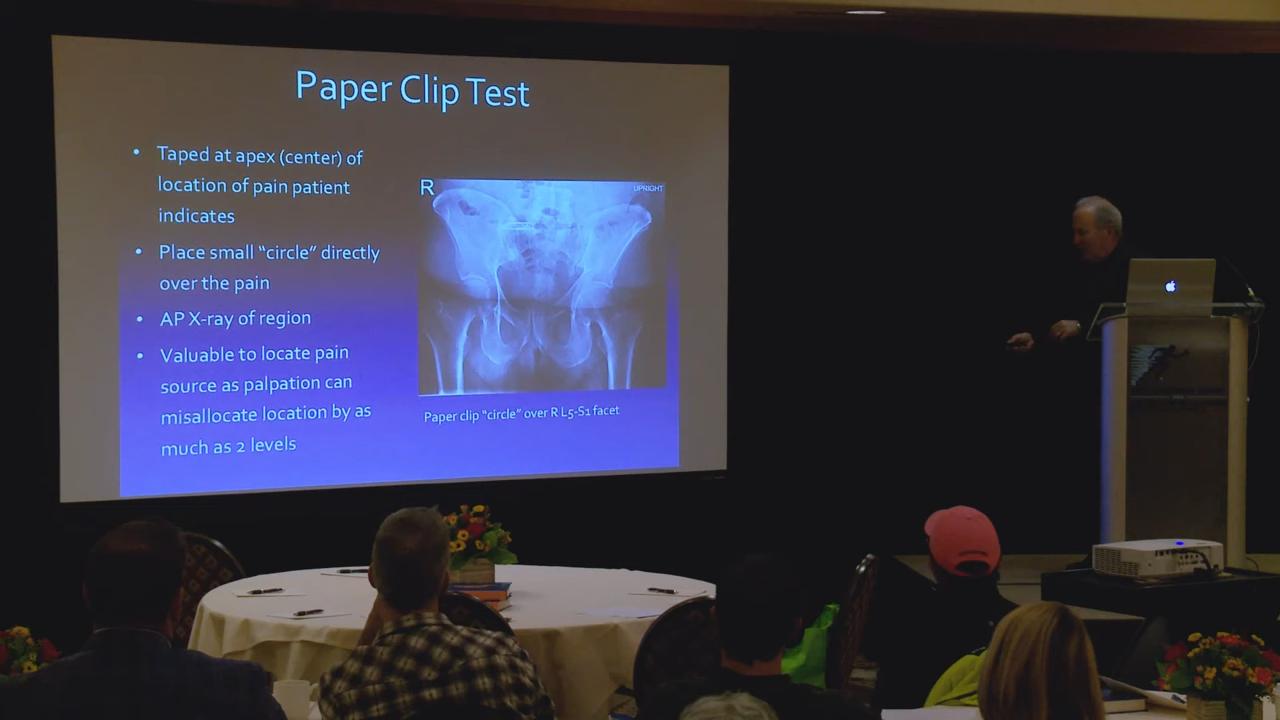 Paper Clip Test
• Taped at apex (center) of
location of pain patient
indicates
• Place small “circle” directly
over the pain
• AP X-ray of region
• Valuable to locate pain
source as palpation can
misallocate location by as
much as 2 levels
R
UPRIGHT
Paper clip “circle” over R L5-S1 facet